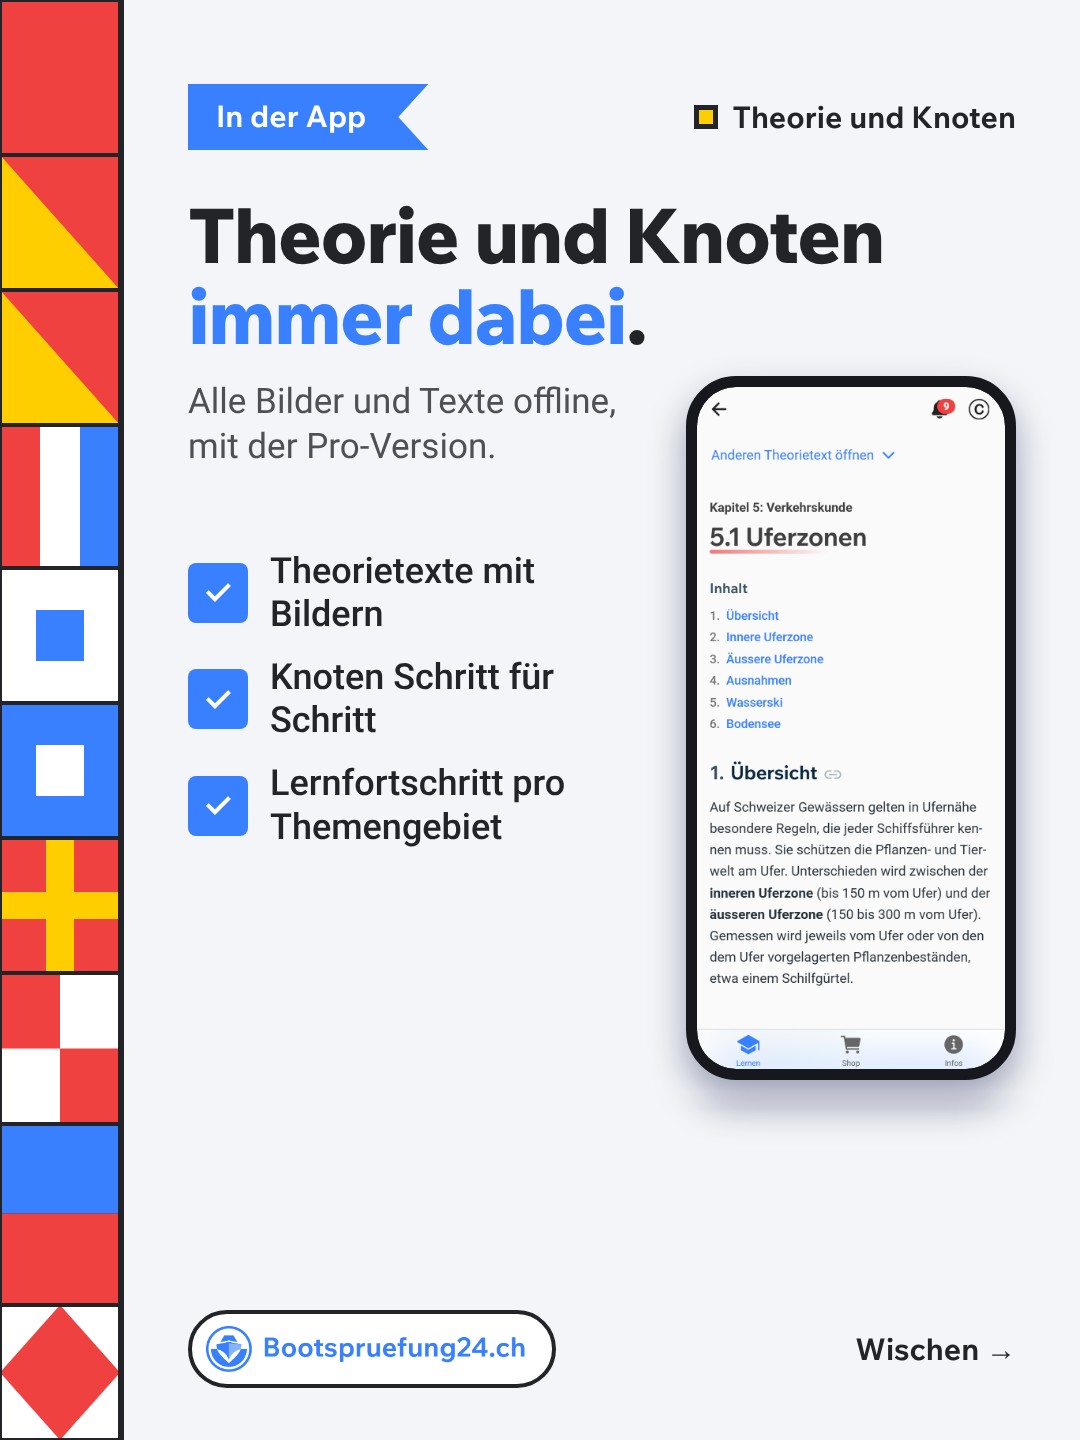 In der App
Theorie und Knoten
Theorie und Knoten
immer dabei.
Alle Bilder und Texte offline,
mit der Pro-Version.
Theorietexte mit
Bildern
Knoten Schritt für
Schritt
Lernfortschritt pro
Themengebiet
9
C
Anderen Theorietext öffnen
Kapitel 5: Verkehrskunde
5.1 Uferzonen
Inhalt
1. Übersicht
2. Innere Uferzone
3. Äussere Uferzone
4. Ausnahmen
5. Wasserski
6. Bodensee
1. Übersicht
Auf Schweizer Gewässern gelten in Ufernähe
besondere Regeln, die jeder Schiffsführer ken-
nen muss. Sie schützen die Pflanzen- und Tier-
welt am Ufer. Unterschieden wird zwischen der
inneren Uferzone (bis 150 m vom Ufer) und der
äusseren Uferzone (150 bis 300 m vom Ufer).
Gemessen wird jeweils vom Ufer oder von den
dem Ufer vorgelagerten Pflanzenbeständen,
etwa einem Schilfgürtel.
Lernen
Shop
Infos
Bootspruefung24.ch
Wischen →